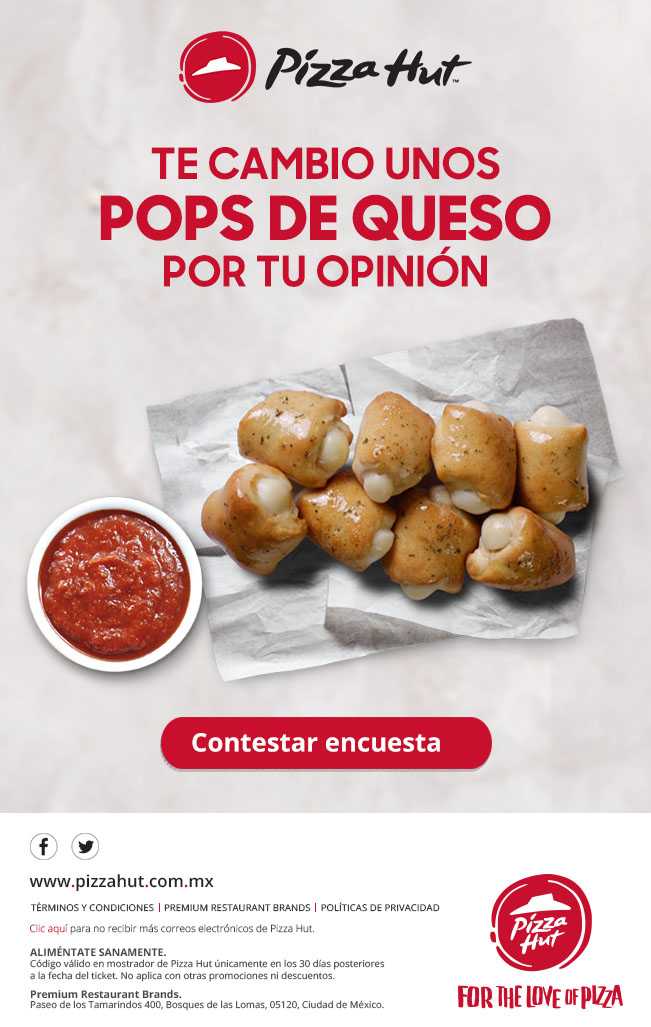 Pizza Hut™
TE CAMBIO UNOS
POPS DE QUESO
POR TU OPINIÓN
Contestar encuesta
www.pizzahut.com.mx
TÉRMINOS Y CONDICIONES | PREMIUM RESTAURANT BRANDS | POLÍTICAS DE PRIVACIDAD
Clic aquí para no recibir más correos electrónicos de Pizza Hut.
ALIMÉNTATE SANAMENTE.
Código válido en mostrador de Pizza Hut únicamente en los 30 días posteriores
a la fecha del ticket. No aplica con otras promociones ni descuentos.
Premium Restaurant Brands.
Paseo de los Tamarindos 400, Bosques de las Lomas, 05120, Ciudad de México.
Pizza
Hut
FOR THE LOVE OF PIZZA